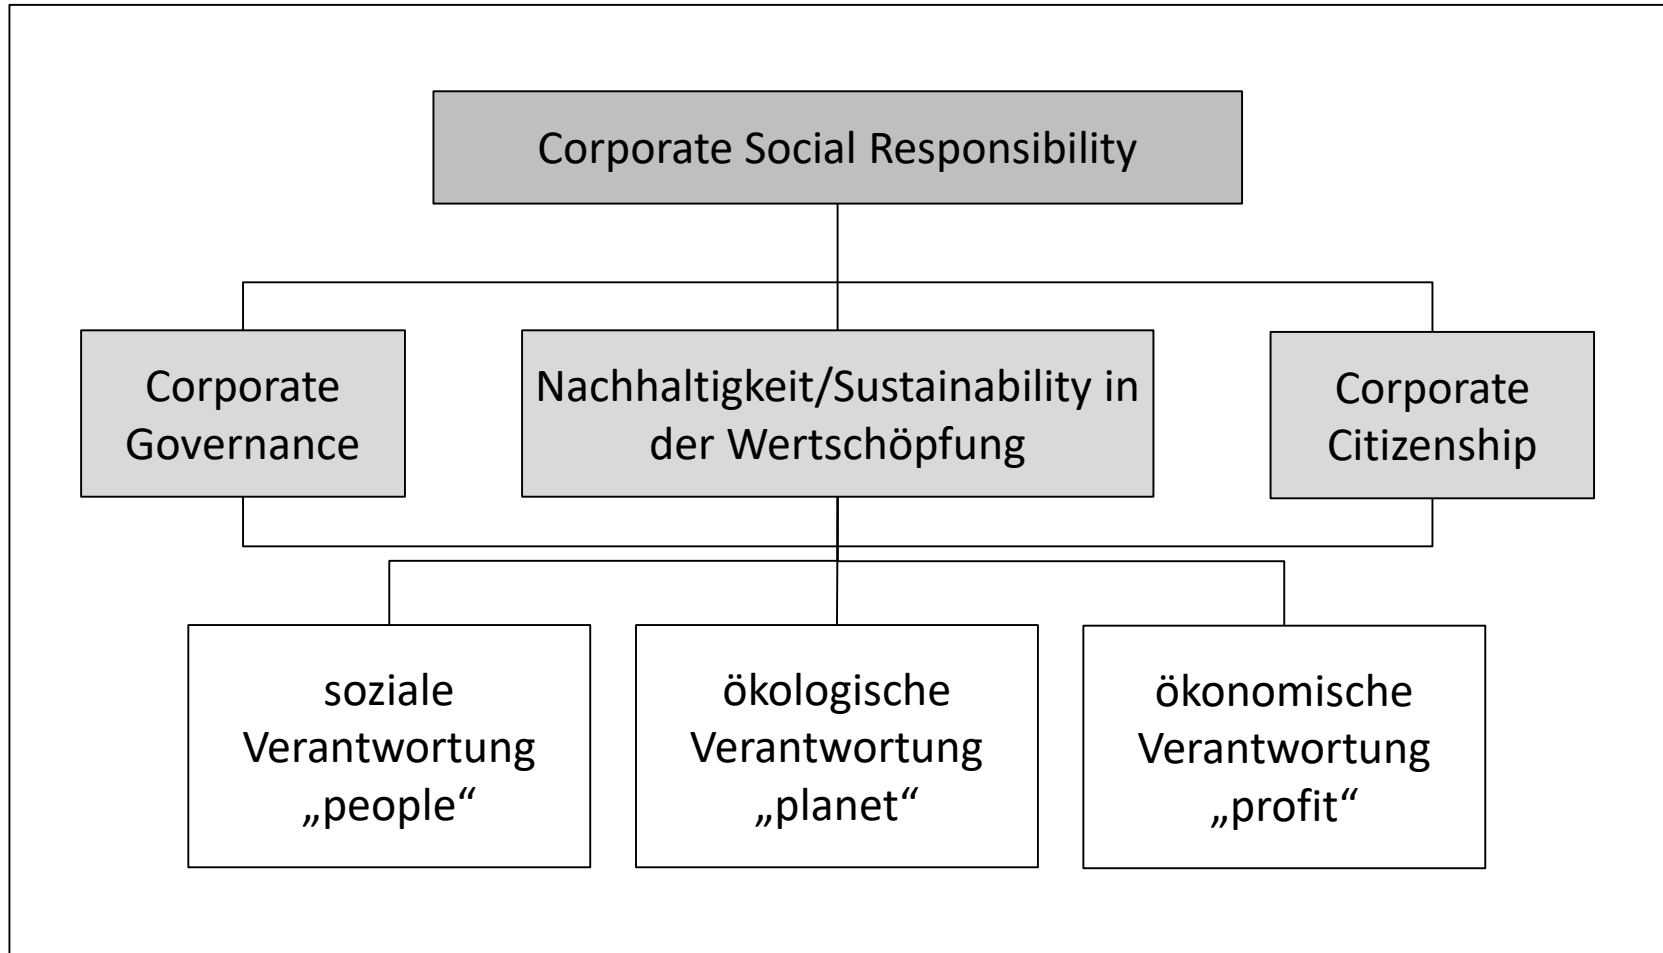 Corporate Social Responsibility
Corporate
Governance
Nachhaltigkeit/Sustainability in
der Wertschöpfung
Corporate
Citizenship
soziale
Verantwortung
„people“
ökologische
Verantwortung
„planet“
ökonomische
Verantwortung
„profit“